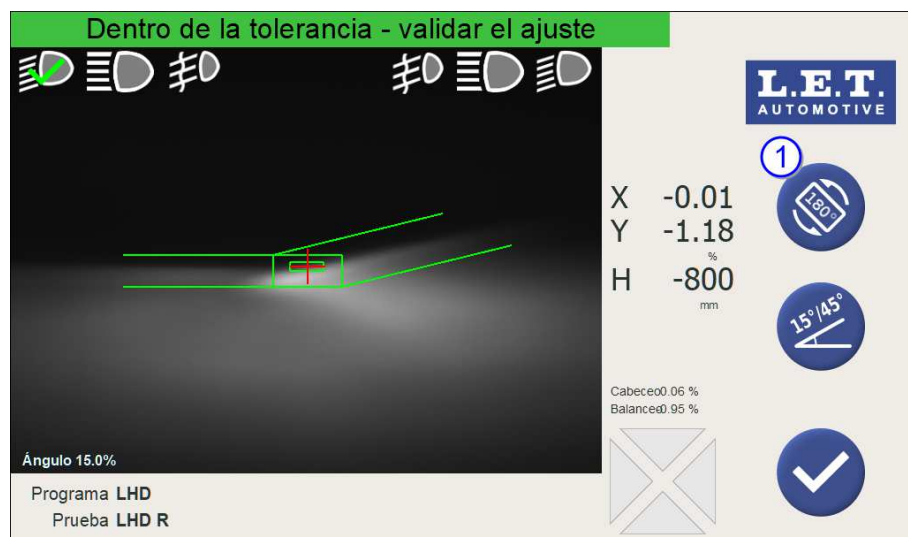 Dentro de la tolerancia - validar el ajuste
L.E.T.
AUTOMOTIVE
1
180°
X -0.01
Y -1.18
%
H -800
mm
15°/45°
Cabeceo0.06 %
Balanceo0.95 %
Ángulo 15.0%
Programa LHD
Prueba LHD R